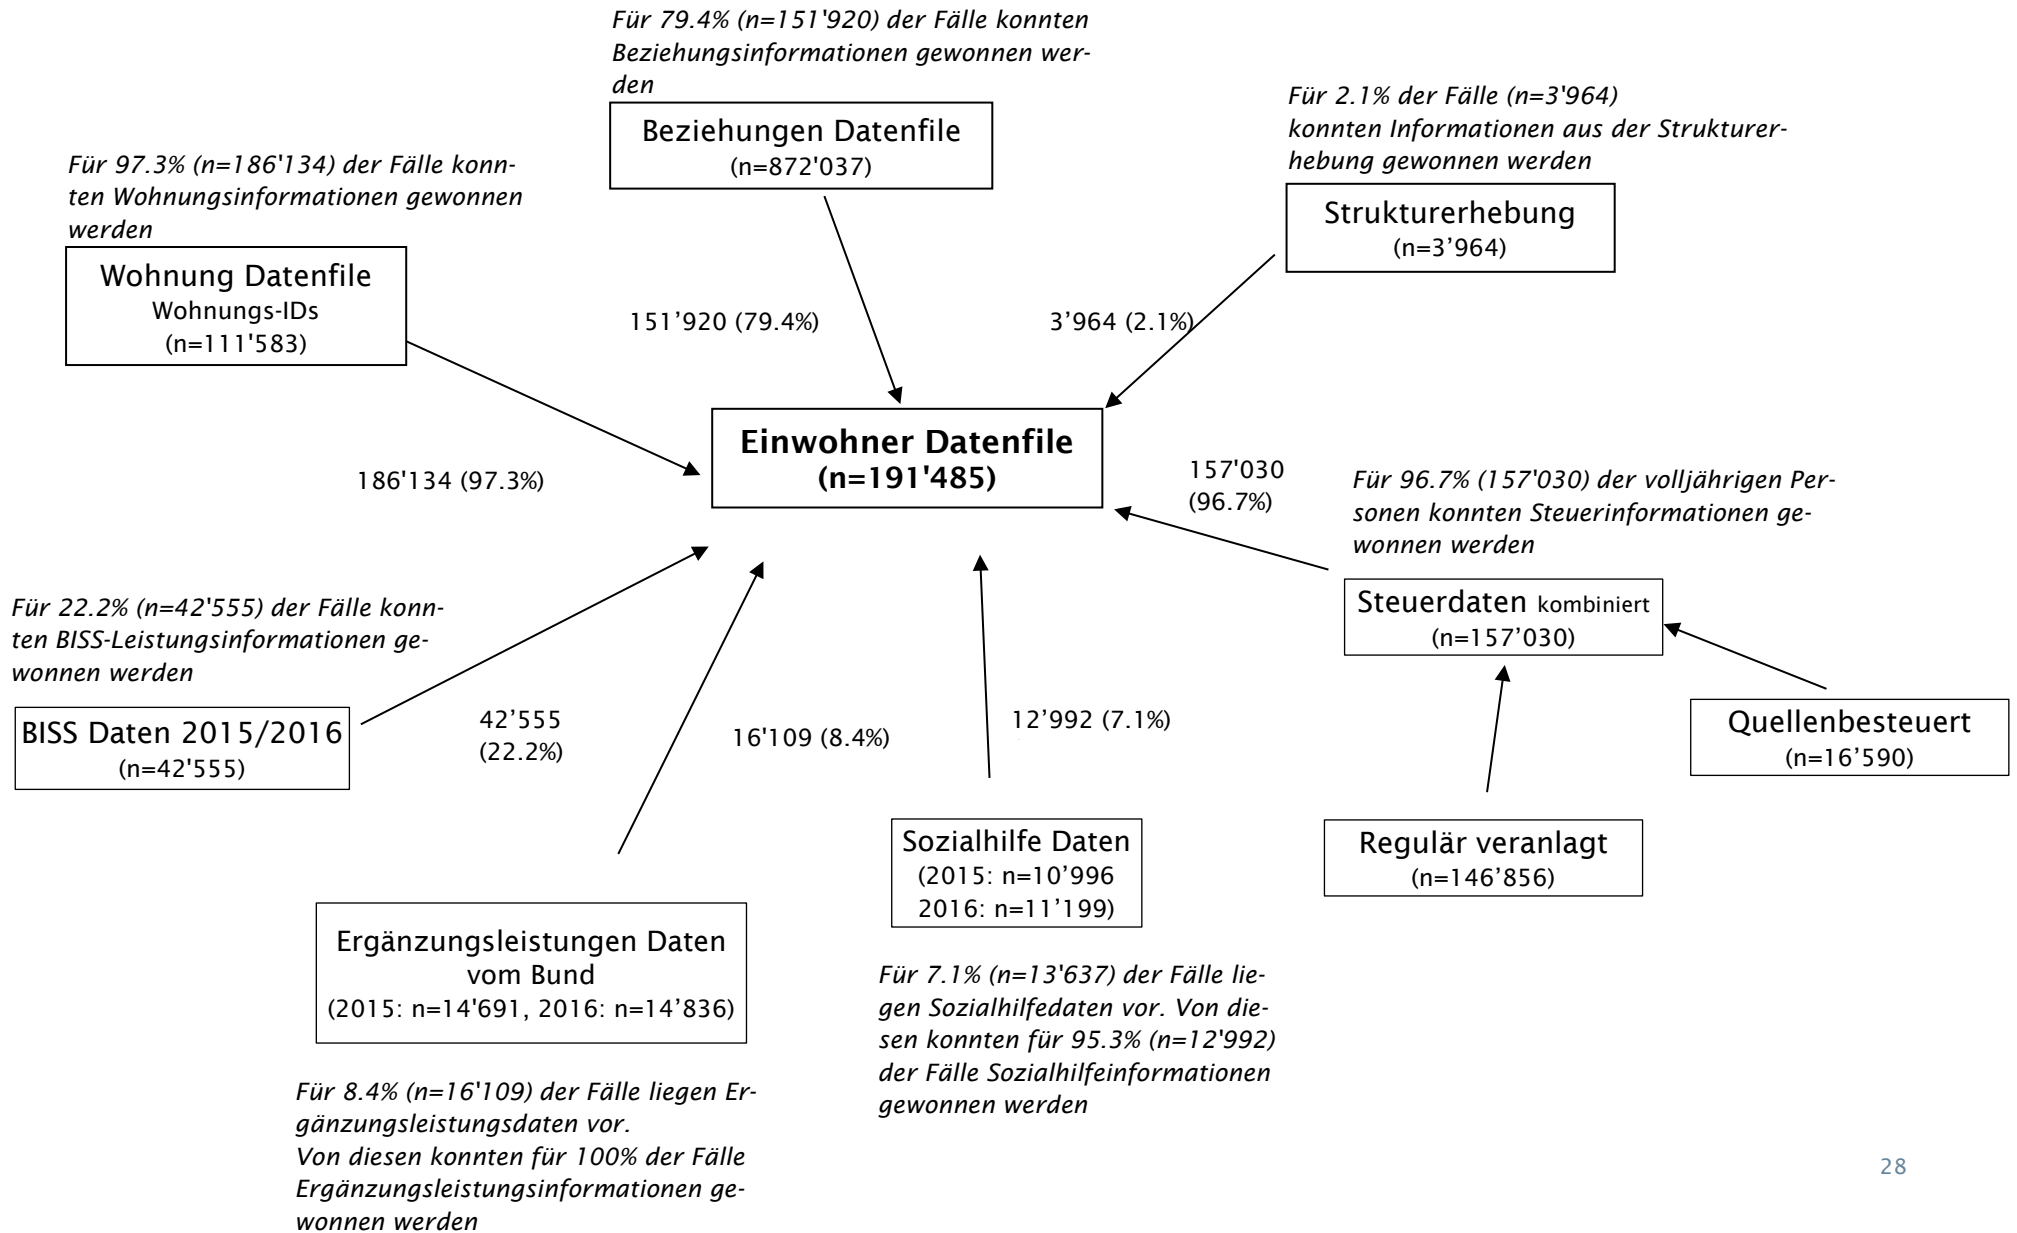 Für 79.4% (n=151'920) der Fälle konnten
Beziehungsinformationen gewonnen wer-
den
Beziehungen Datenfile
(n=872'037)
Für 2.1% der Fälle (n=3'964)
konnten Informationen aus der Strukturer-
hebung gewonnen werden
Strukturerhebung
(n=3’964)
Für 97.3% (n=186'134) der Fälle konn-
ten Wohnungsinformationen gewonnen
werden
Wohnung Datenfile
Wohnungs-IDs
(n=111'583)
151’920 (79.4%)
3’964 (2.1%)
Einwohner Datenfile
(n=191'485)
186'134 (97.3%)
157'030
(96.7%)
Für 96.7% (157'030) der volljährigen Per-
sonen konnten Steuerinformationen ge-
wonnen werden
Steuerdaten kombiniert
(n=157’030)
Für 22.2% (n=42'555) der Fälle konn-
ten BISS-Leistungsinformationen ge-
wonnen werden
BISS Daten 2015/2016
(n=42'555)
42’555
(22.2%)
16'109 (8.4%)
12’992 (7.1%)
Quellenbesteuert
(n=16’590)
Regulär veranlagt
(n=146’856)
Sozialhilfe Daten
(2015: n=10’996
2016: n=11’199)
Ergänzungsleistungen Daten
vom Bund
(2015: n=14'691, 2016: n=14’836)
Für 7.1% (n=13'637) der Fälle lie-
gen Sozialhilfedaten vor. Von die-
sen konnten für 95.3% (n=12'992)
der Fälle Sozialhilfeinformationen
gewonnen werden
Für 8.4% (n=16'109) der Fälle liegen Er-
gänzungsleistungsdaten vor.
Von diesen konnten für 100% der Fälle
Ergänzungsleistungsinformationen ge-
wonnen werden
28